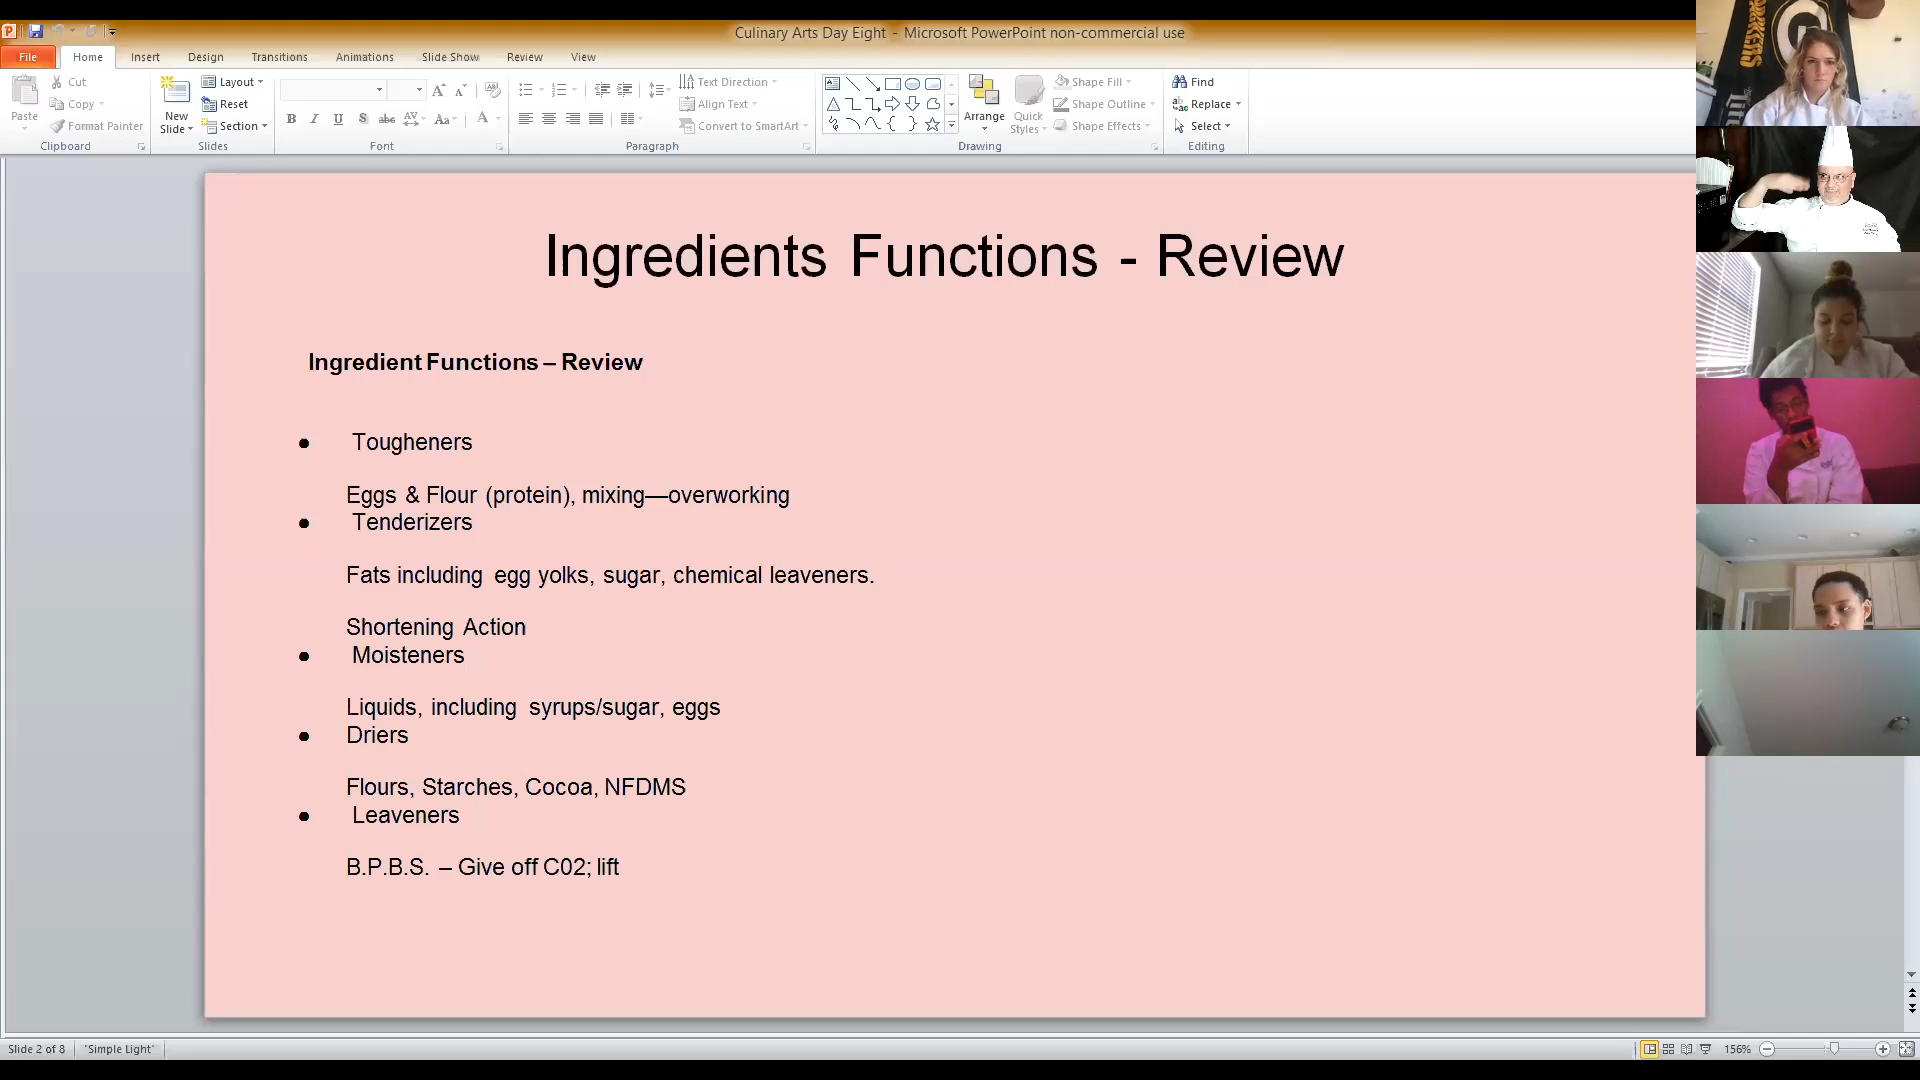 Culinary Arts Day Eight - Microsoft PowerPoint non-commercial use
File Home Insert Design Transitions Animations Slide Show Review View
Cut
Copy
Format Painter
Paste
Clipboard
New Slide
Layout
Reset
Section
Slides
B I U S abc AV Aa A
Font
Text Direction
Align Text
Convert to SmartArt
Paragraph
Arrange
Quick Styles
Shape Fill
Shape Outline
Shape Effects
Drawing
Find
Replace
Select
Editing
Ingredients Functions - Review
Ingredient Functions – Review
● Tougheners
Eggs & Flour (protein), mixing—overworking
● Tenderizers
Fats including egg yolks, sugar, chemical leaveners.
Shortening Action
● Moisteners
Liquids, including syrups/sugar, eggs
● Driers
Flours, Starches, Cocoa, NFDMS
● Leaveners
B.P.B.S. – Give off C02; lift
Slide 2 of 8 "Simple Light" 156%